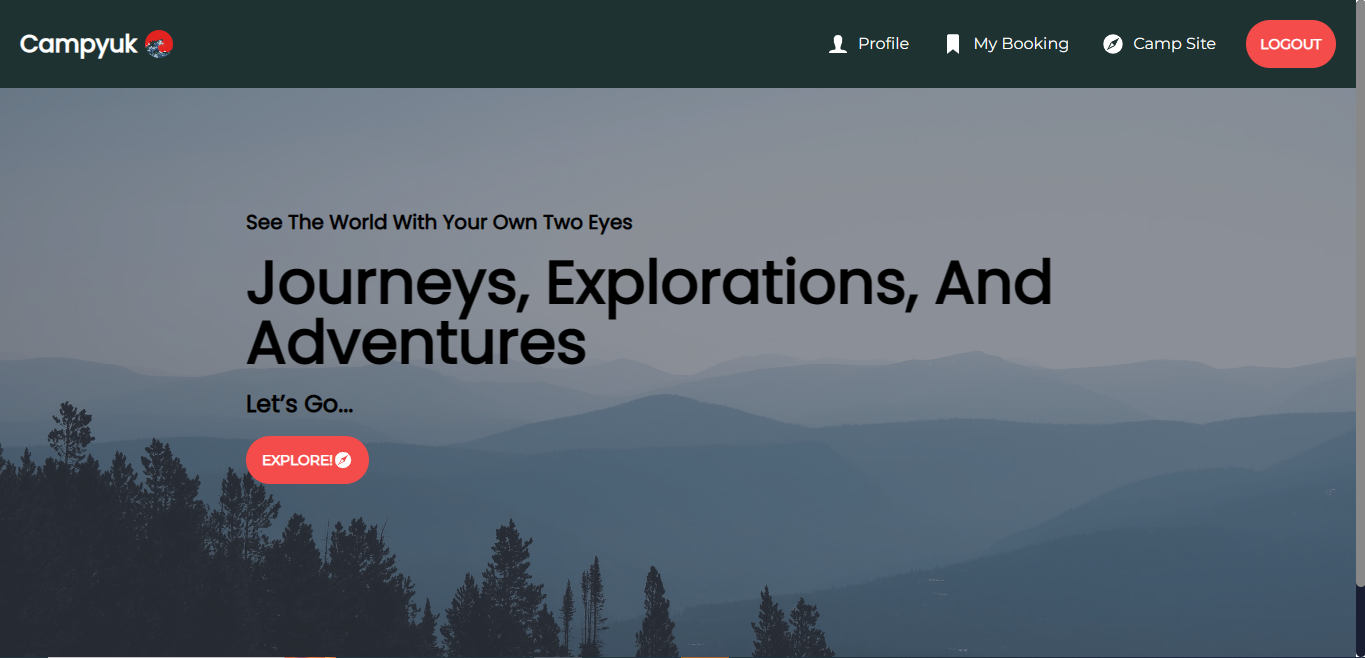 Campyuk
Profile
My Booking
Camp Site
LOGOUT
See The World With Your Own Two Eyes
Journeys, Explorations, And
Adventures
Let’s Go...
EXPLORE!